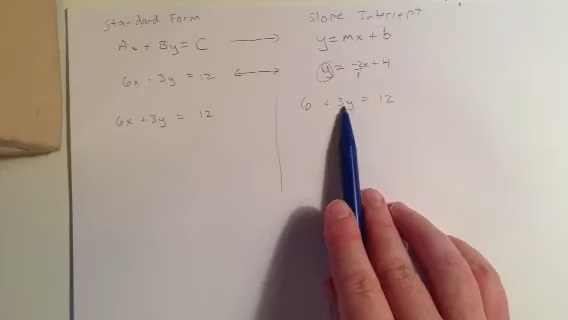 Standard Form
Slope Intercept
Ax + By = C
y = mx + b
6x - 3y = 12
y = -2x + 4
6x + 3y = 12
6 + 3y = 12